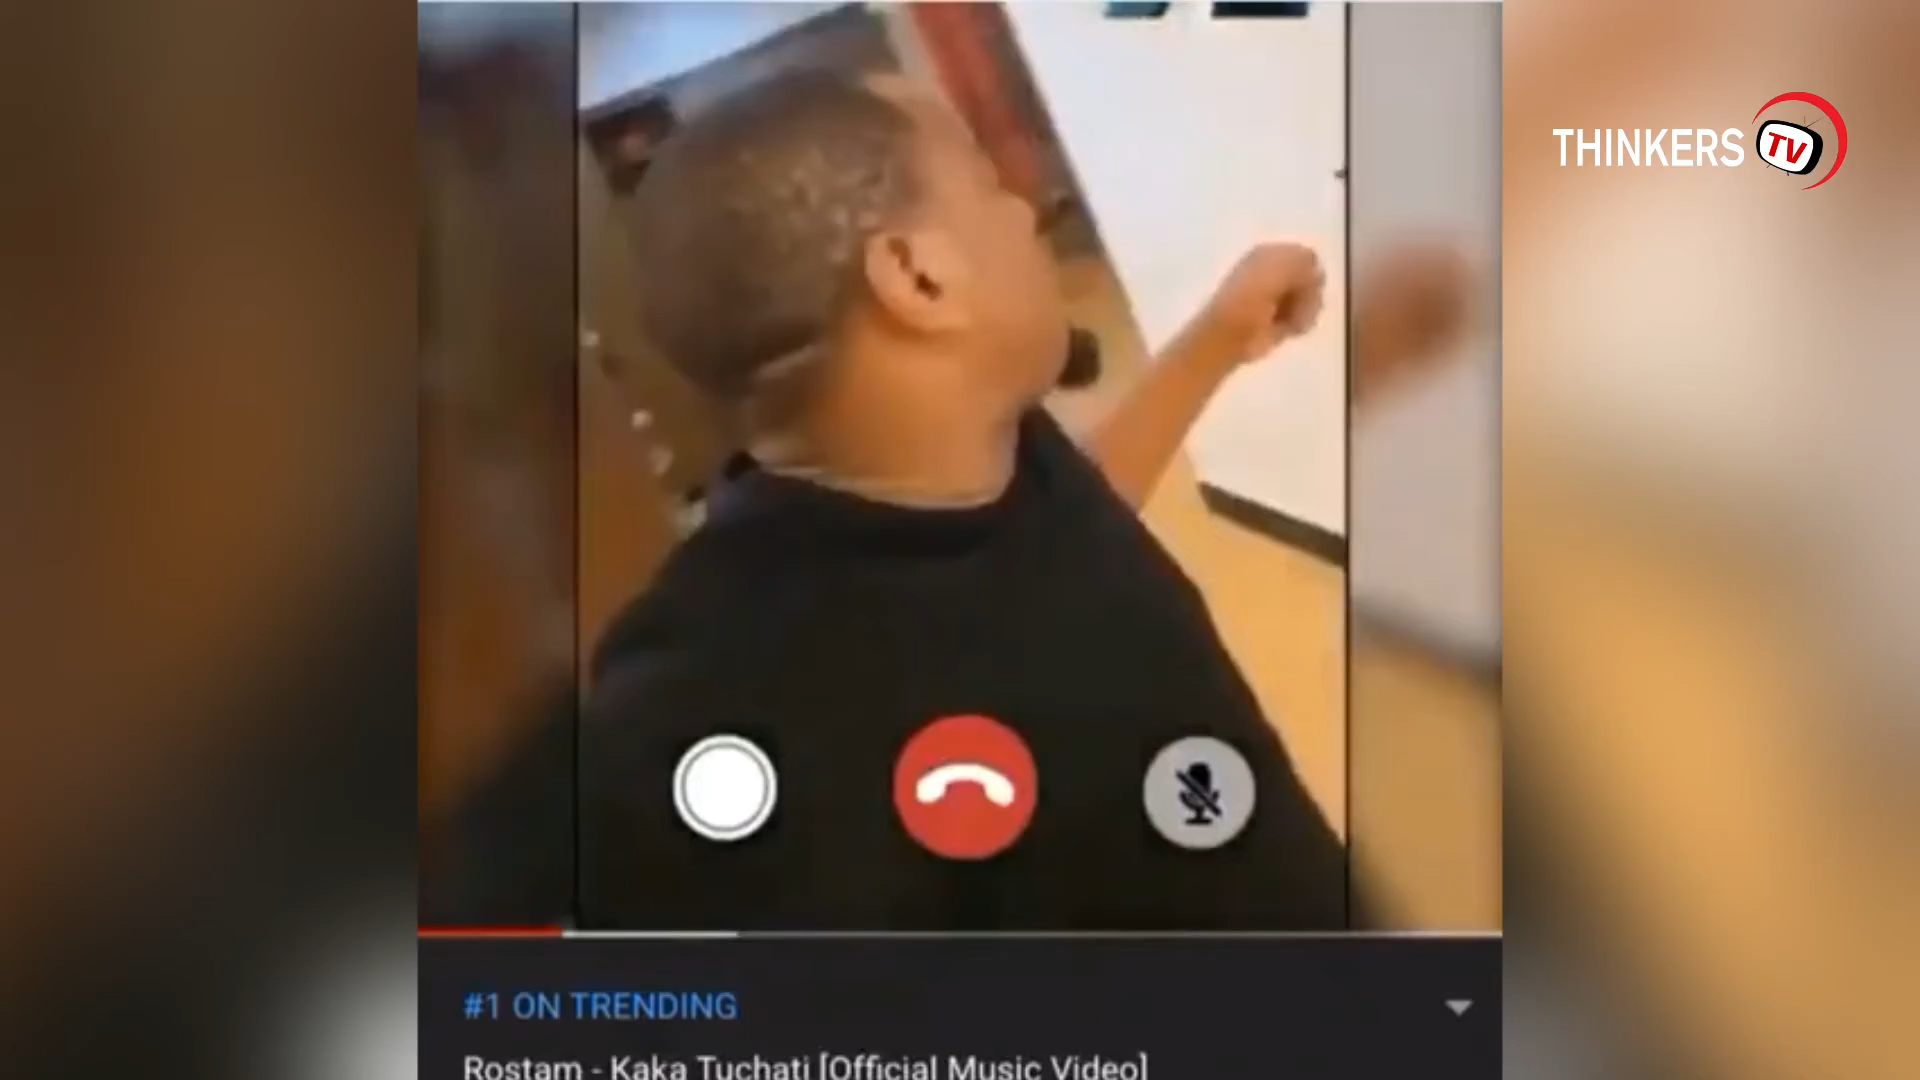 THINKERS TV
#1 ON TRENDING
Rostam - Kaka Tuchati [Official Music Video]